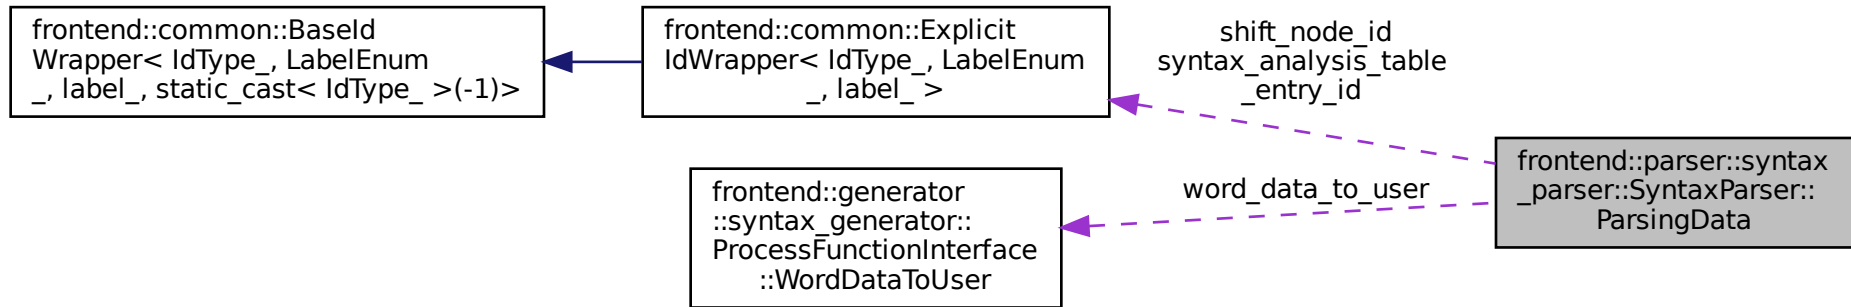 frontend::common::BaseId
Wrapper< IdType_, LabelEnum
_, label_, static_cast< IdType_ >(-1)>
frontend::common::Explicit
IdWrapper< IdType_, LabelEnum
_, label_ >
shift_node_id
syntax_analysis_table
_entry_id
frontend::generator
::syntax_generator::
ProcessFunctionInterface
::WordDataToUser
word_data_to_user
frontend::parser::syntax
_parser::SyntaxParser::
ParsingData